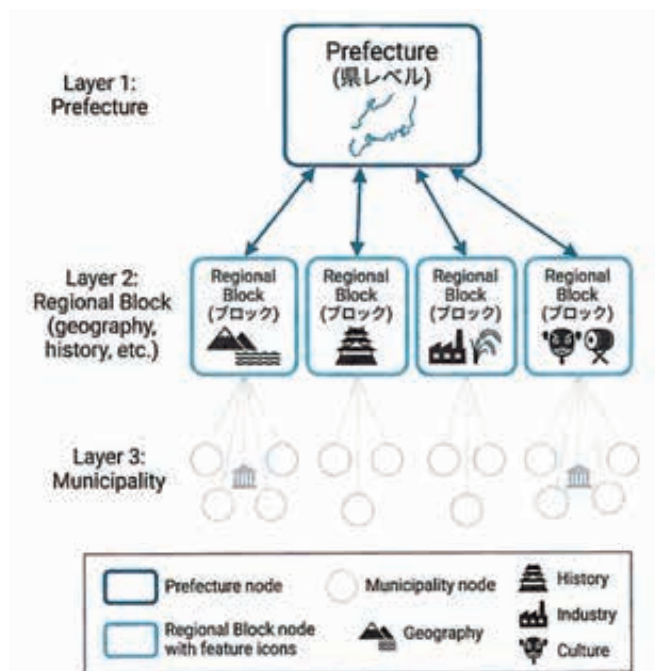 Prefecture
(県レベル)
Layer 1:
Prefecture
Layer 2:
Regional Block
(geography,
history, etc.)
Regional
Block
(ブロック)
Regional
Block
(ブロック)
Regional
Block
(ブロック)
Regional
Block
(ブロック)
Layer 3:
Municipality
Prefecture node
Municipality node
History
Regional Block node
with feature icons
Geography
Industry
Culture